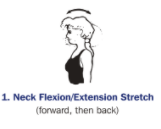 1. Neck Flexion/Extension Stretch
(forward, then back)